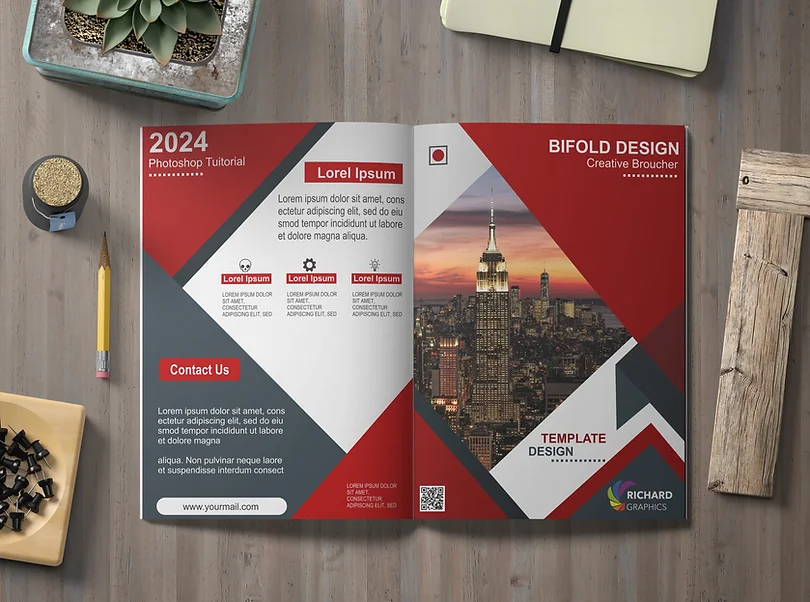 2024
Photoshop Tuitorial
Lorel Ipsum
Lorem ipsum dolor sit amet, cons
ectetur adipiscing elit, sed do eiu
smod tempor incididunt ut labore
et dolore magna aliqua.
Lorel Ipsum
LOREM IPSUM DOLOR
SIT AMET,
CONSECTETUR
ADIPISCING ELIT, SED
Lorel Ipsum
LOREM IPSUM DOLOR
SIT AMET,
CONSECTETUR
ADIPISCING ELIT, SED
Lorel Ipsum
LOREM IPSUM DOLOR
SIT AMET,
CONSECTETUR
ADIPISCING ELIT, SED
Contact Us
Lorem ipsum dolor sit amet, cons
ectetur adipiscing elit, sed do eiu
smod tempor incididunt ut labore
et dolore magna
aliqua. Non pulvinar neque laore
et suspendisse interdum consect
www.yourmail.com
LOREM IPSUM DOLOR
SIT AMET,
CONSECTETUR
ADIPISCING ELIT, SED
BIFOLD DESIGN
Creative Broucher
TEMPLATE
DESIGN
RICHARD
GRAPHICS